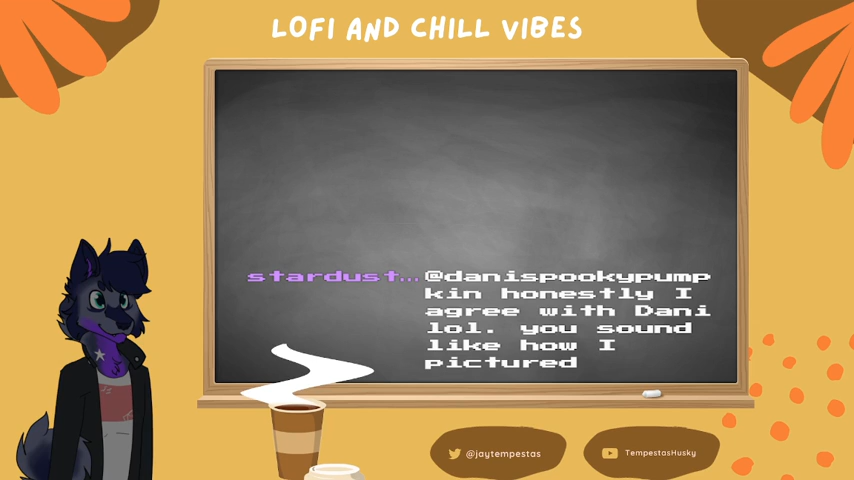 LOFI AND CHILL VIBES
stardust... @danispookypump
kin honestly I
agree with Dani
lol. you sound
like how I
pictured
@jaytempestas
TempestasHusky